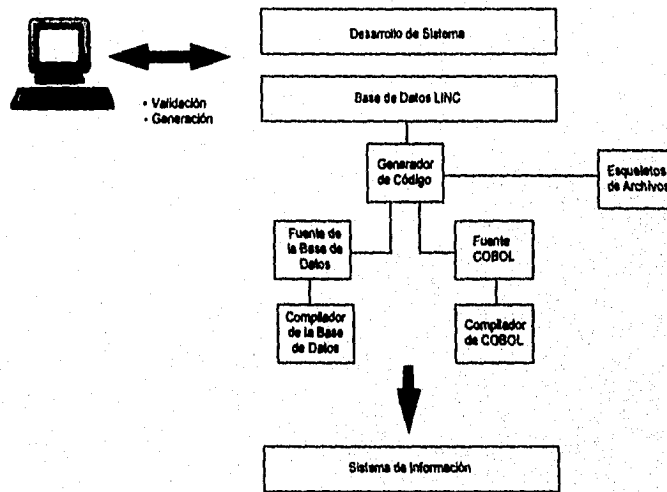 Desarrollo de Sistema
• Validación
• Generación
Base de Datos LINC
Generador
de Código
Esqueletos
de Archivos
Fuente de
la Base de
Datos
Fuente
COBOL
Compilador
de la Base
de Datos
Compilador
de COBOL
Sistema de Información